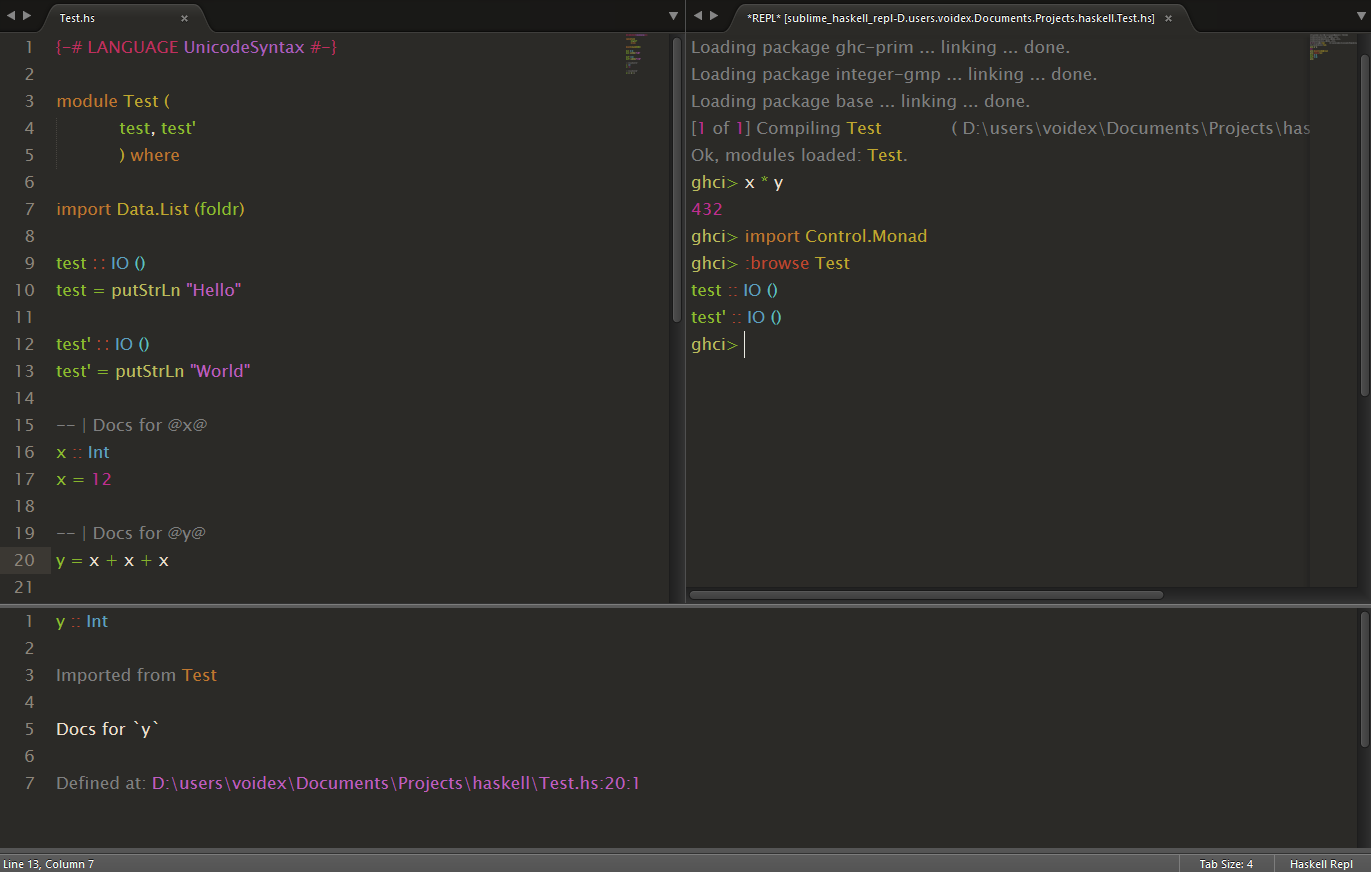 Test.hs ×
1 {-# LANGUAGE UnicodeSyntax #-}
2
3 module Test (
4 test, test'
5 ) where
6
7 import Data.List (foldr)
8
9 test :: IO ()
10 test = putStrLn "Hello"
11
12 test' :: IO ()
13 test' = putStrLn "World"
14
15 -- | Docs for @x@
16 x :: Int
17 x = 12
18
19 -- | Docs for @y@
20 y = x + x + x
21
*REPL* [sublime_haskell_repl-D.users.voidex.Documents.Projects.haskell.Test.hs] ×
Loading package ghc-prim ... linking ... done.
Loading package integer-gmp ... linking ... done.
Loading package base ... linking ... done.
[1 of 1] Compiling Test ( D:\users\voidex\Documents\Projects\has
Ok, modules loaded: Test.
ghci> x * y
432
ghci> import Control.Monad
ghci> :browse Test
test :: IO ()
test' :: IO ()
ghci>
1 y :: Int
2
3 Imported from Test
4
5 Docs for `y`
6
7 Defined at: D:\users\voidex\Documents\Projects\haskell\Test.hs:20:1
Line 13, Column 7 Tab Size: 4 Haskell Repl